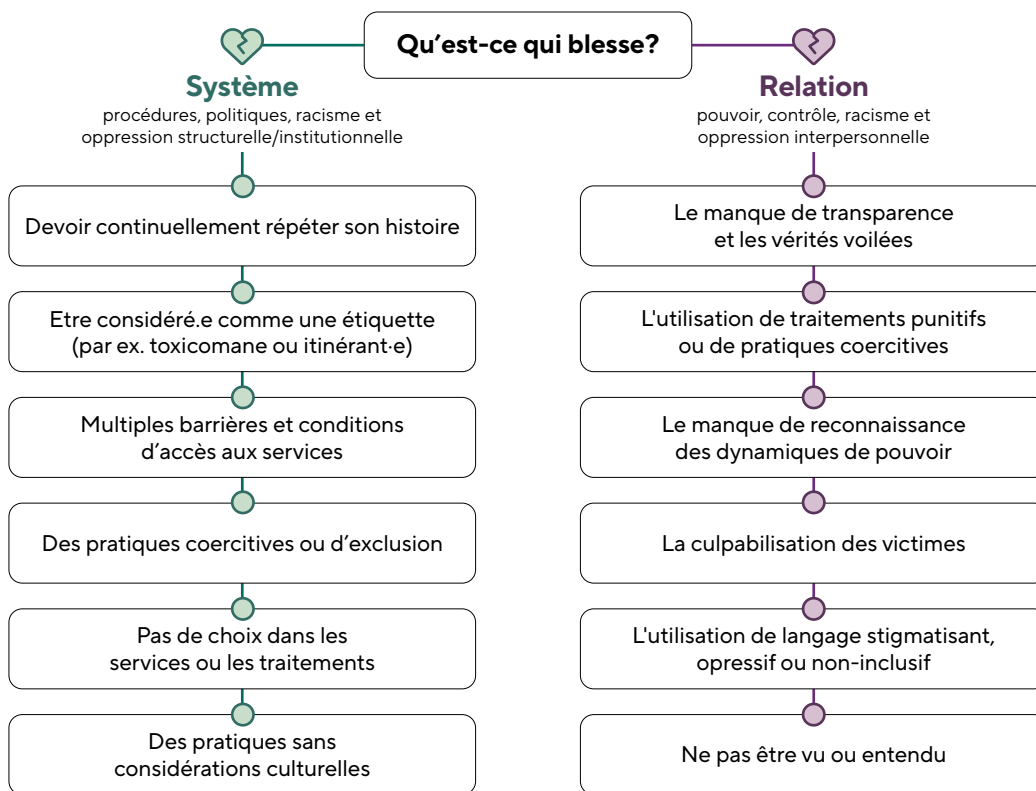 Qu’est-ce qui blesse?
Système
procédures, politiques, racisme et
oppression structurelle/institutionnelle
Devoir continuellement répéter son histoire
Etre considéré.e comme une étiquette
(par ex. toxicomane ou itinérant·e)
Multiples barrières et conditions
d’accès aux services
Des pratiques coercitives ou d’exclusion
Pas de choix dans les
services ou les traitements
Des pratiques sans
considérations culturelles
Relation
pouvoir, contrôle, racisme et
oppression interpersonnelle
Le manque de transparence
et les vérités voilées
L'utilisation de traitements punitifs
ou de pratiques coercitives
Le manque de reconnaissance
des dynamiques de pouvoir
La culpabilisation des victimes
L'utilisation de langage stigmatisant,
opressif ou non-inclusif
Ne pas être vu ou entendu